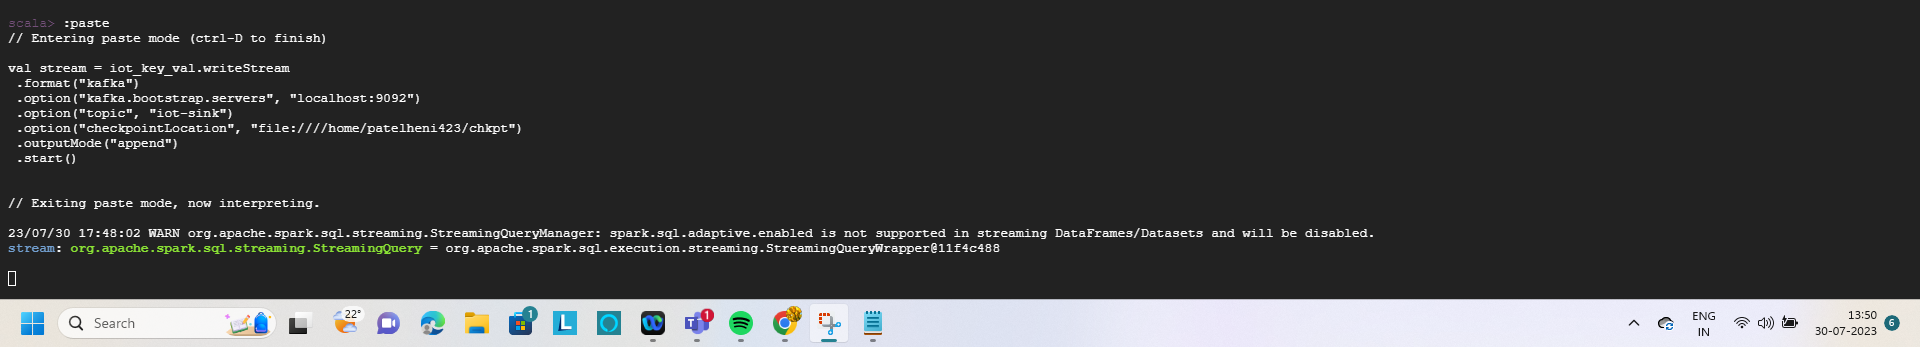 scala> :paste
// Entering paste mode (ctrl-D to finish)
val stream = iot_key_val.writeStream
.format("kafka")
.option("kafka.bootstrap.servers", "localhost:9092")
.option("topic", "iot-sink")
.option("checkpointLocation", "file:////home/patelheni423/chkpt")
.outputMode("append")
.start()
// Exiting paste mode, now interpreting.
23/07/30 17:48:02 WARN org.apache.spark.sql.streaming.StreamingQueryManager: spark.sql.adaptive.enabled is not supported in streaming DataFrames/Datasets and will be disabled.
stream: org.apache.spark.sql.streaming.StreamingQuery = org.apache.spark.sql.execution.streaming.StreamingQueryWrapper@11f4c488
Search
22°
1
L
1
ENG
IN
13:50
30-07-2023
6